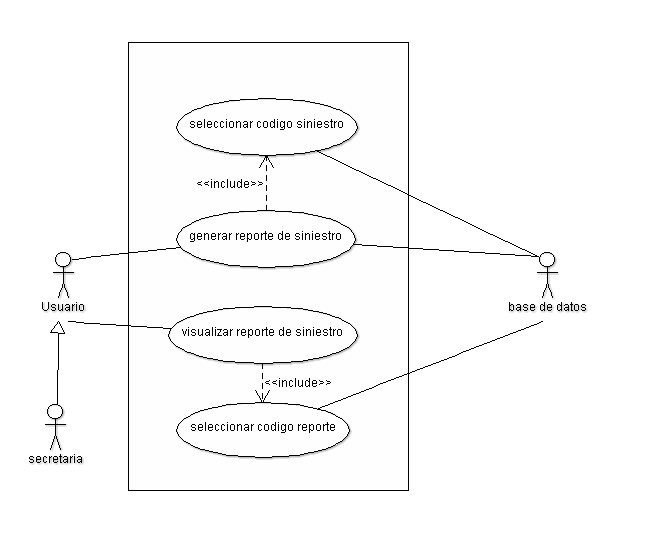 seleccionar codigo siniestro
<<include>>
generar reporte de siniestro
Usuario
base de datos
visualizar reporte de siniestro
<<include>>
seleccionar codigo reporte
secretaria